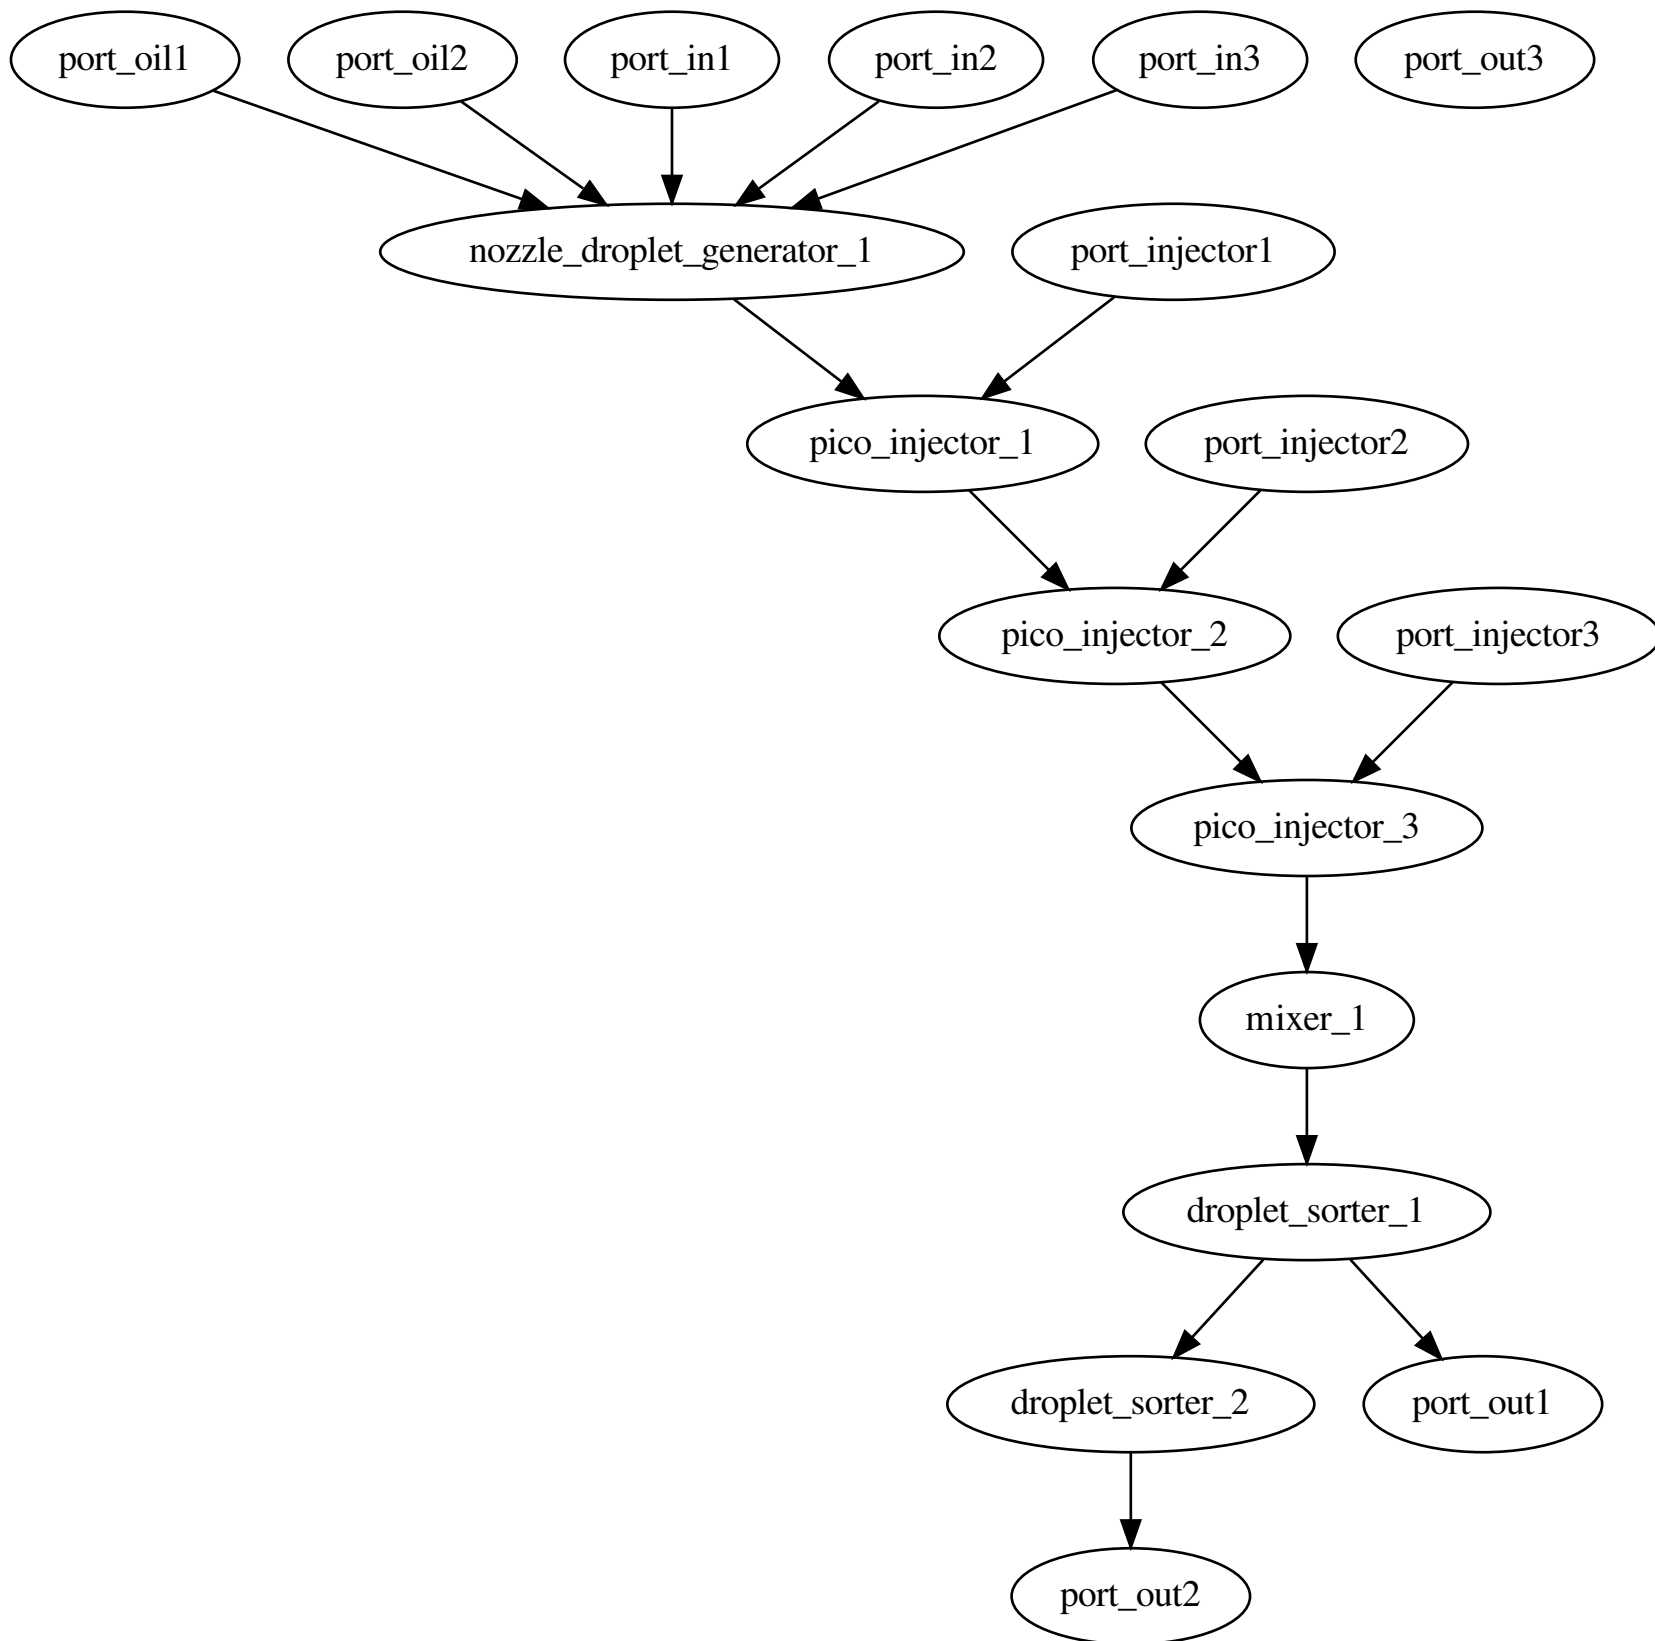 port_oil1
port_oil2
port_in1
port_in2
port_in3
port_out3
nozzle_droplet_generator_1
port_injector1
pico_injector_1
port_injector2
pico_injector_2
port_injector3
pico_injector_3
mixer_1
droplet_sorter_1
droplet_sorter_2
port_out1
port_out2